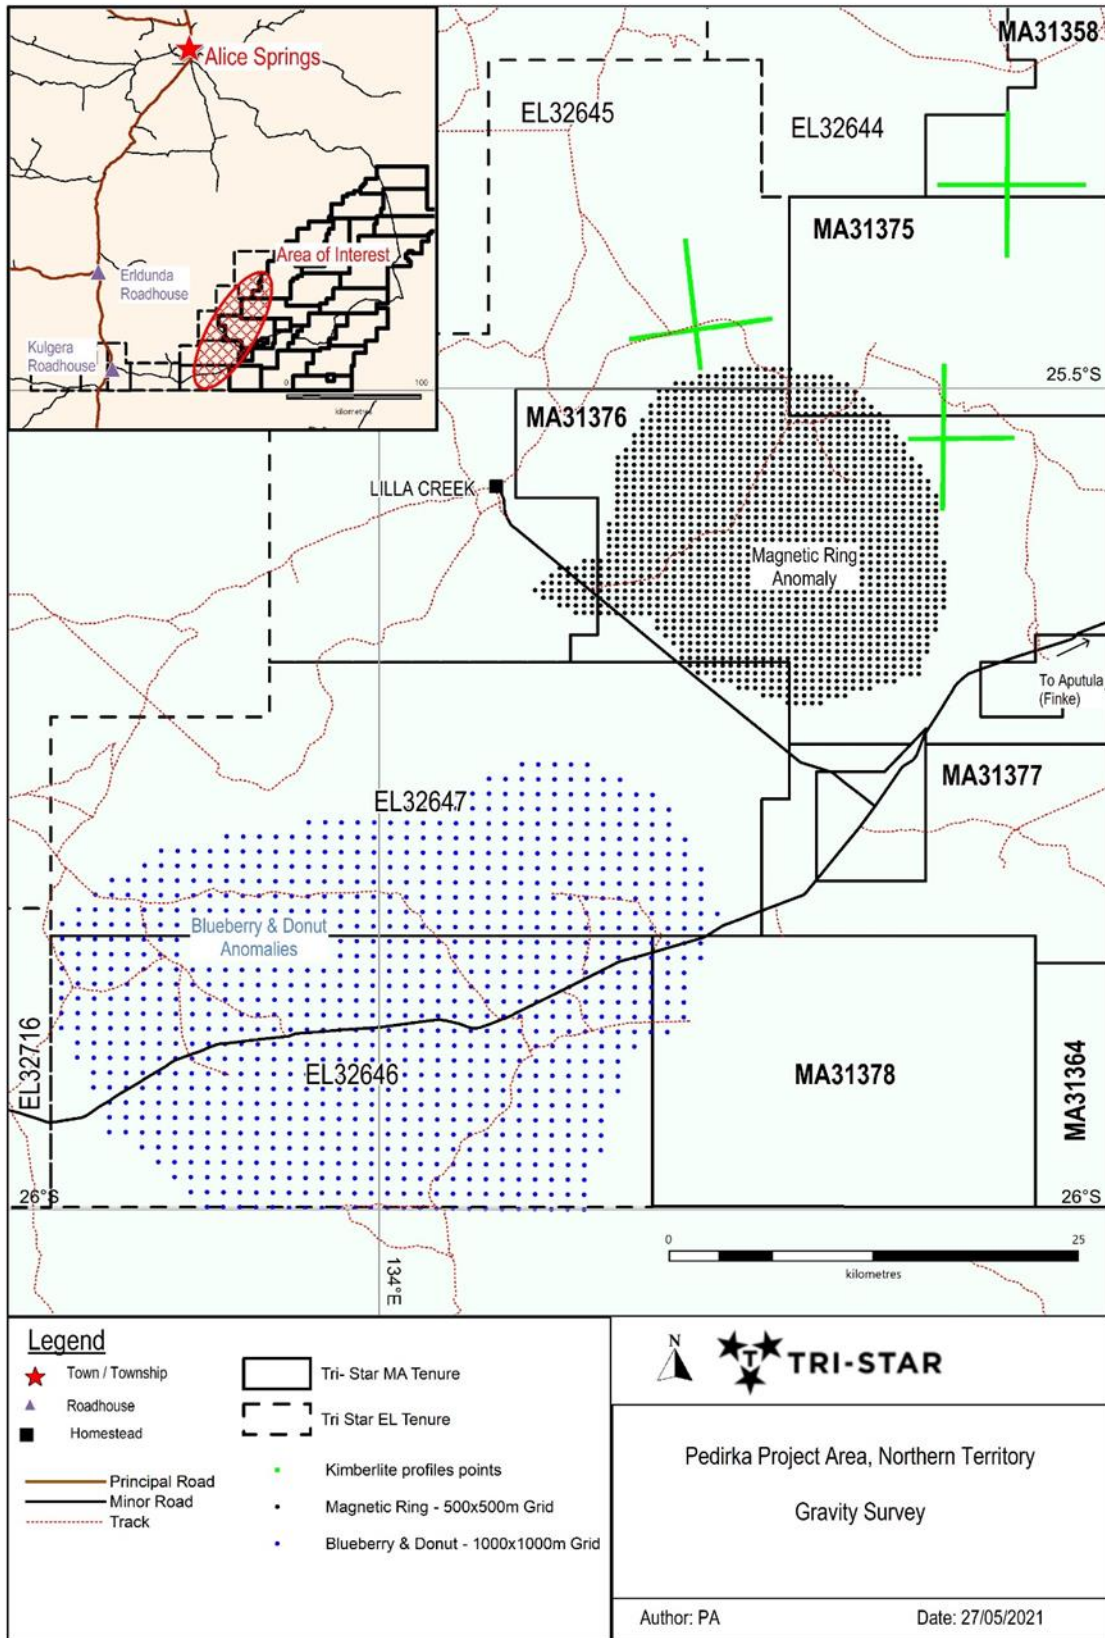 Alice Springs
Area of Interest
Erldunda
Roadhouse
Kulgera
Roadhouse
0
100
kilometres
MA31358
EL32645
EL32644
MA31375
25.5°S
MA31376
LILLA CREEK
Magnetic Ring
Anomaly
To Aputula
(Finke)
MA31377
EL32647
Blueberry & Donut
Anomalies
EL32716
EL32646
MA31378
MA31364
26°S
26°S
0
25
kilometres
134°E
Legend
Town / Township
Roadhouse
Homestead
Principal Road
Minor Road
Track
Tri- Star MA Tenure
Tri Star EL Tenure
Kimberlite profiles points
Magnetic Ring - 500x500m Grid
Blueberry & Donut - 1000x1000m Grid
N
T TRI-STAR
Pedirka Project Area, Northern Territory
Gravity Survey
Author: PA
Date: 27/05/2021